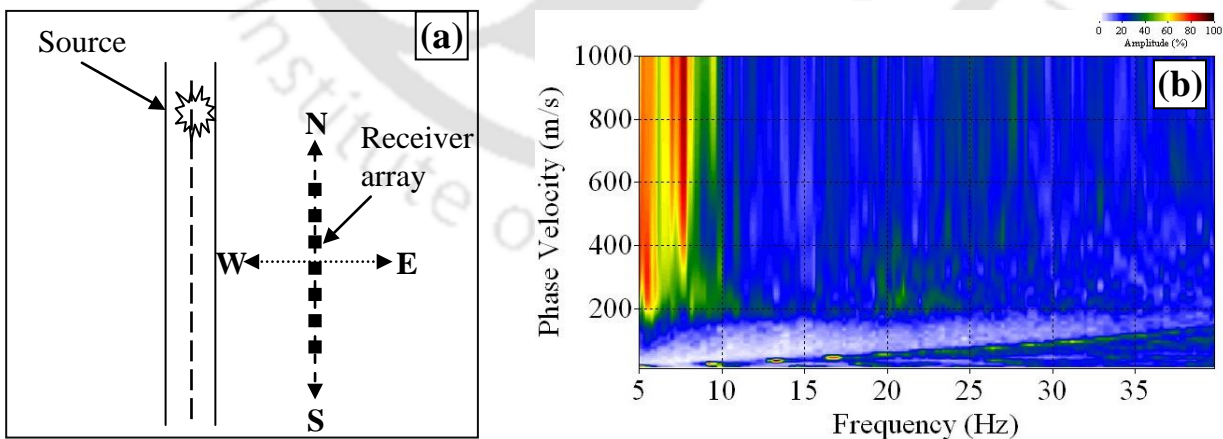 (a)
Source
N
Receiver
array
W
E
S
Institute o
0 20 40 60 80 100
Amplitude (%)
(b)
Phase Velocity (m/s)
1000
800
600
400
200
5 10 15 20 25 30 35
Frequency (Hz)